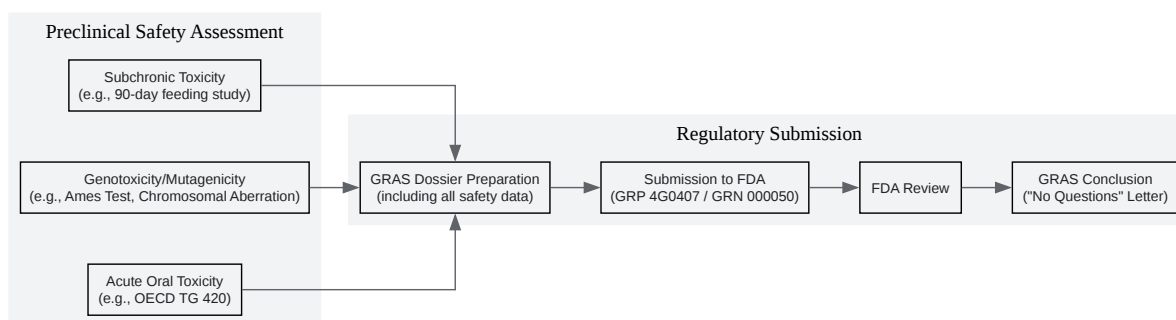 Preclinical Safety Assessment
Subchronic Toxicity
(e.g., 90-day feeding study)
Genotoxicity/Mutagenicity
(e.g., Ames Test, Chromosomal Aberration)
Acute Oral Toxicity
(e.g., OECD TG 420)
Regulatory Submission
GRAS Dossier Preparation
(including all safety data)
Submission to FDA
(GRP 4G0407 / GRN 000050)
FDA Review
GRAS Conclusion
("No Questions" Letter)